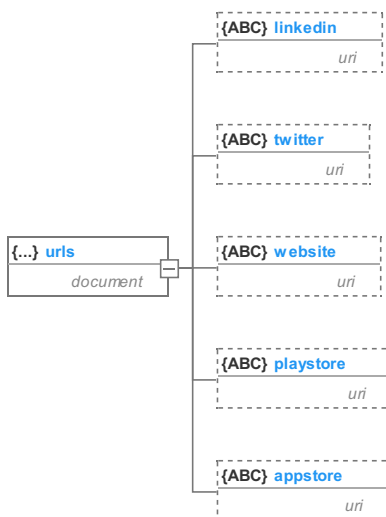 {ABC} linkedin
uri
{ABC} twitter
uri
{ABC} website
uri
{...} urls
document
{ABC} playstore
uri
{ABC} appstore
uri